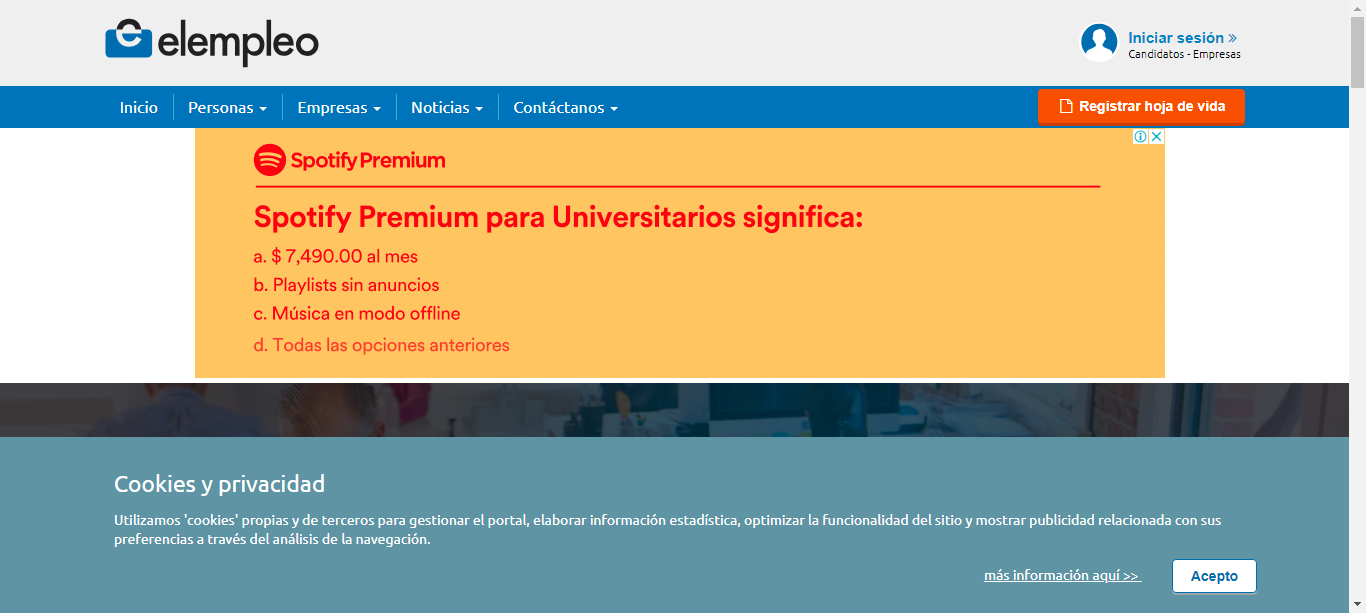 elempleo
Iniciar sesión »
Candidatos - Empresas
Inicio Personas Empresas Noticias Contáctanos Registrar hoja de vida
Spotify Premium
Spotify Premium para Universitarios significa:
a. $ 7,490.00 al mes
b. Playlists sin anuncios
c. Música en modo offline
d. Todas las opciones anteriores
Cookies y privacidad
Utilizamos 'cookies' propias y de terceros para gestionar el portal, elaborar información estadística, optimizar la funcionalidad del sitio y mostrar publicidad relacionada con sus
preferencias a través del análisis de la navegación.
más información aquí >> Acepto